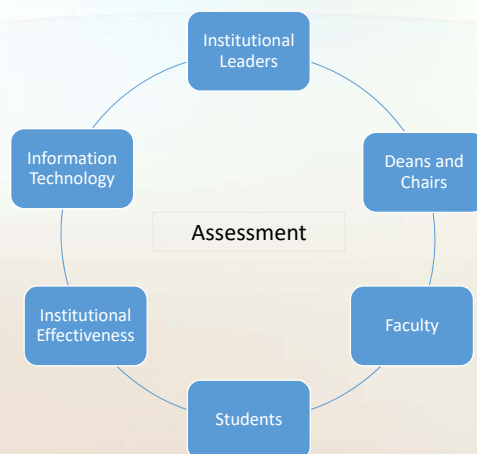 Institutional
Leaders
Information
Technology
Deans and
Chairs
Assessment
Institutional
Effectiveness
Faculty
Students